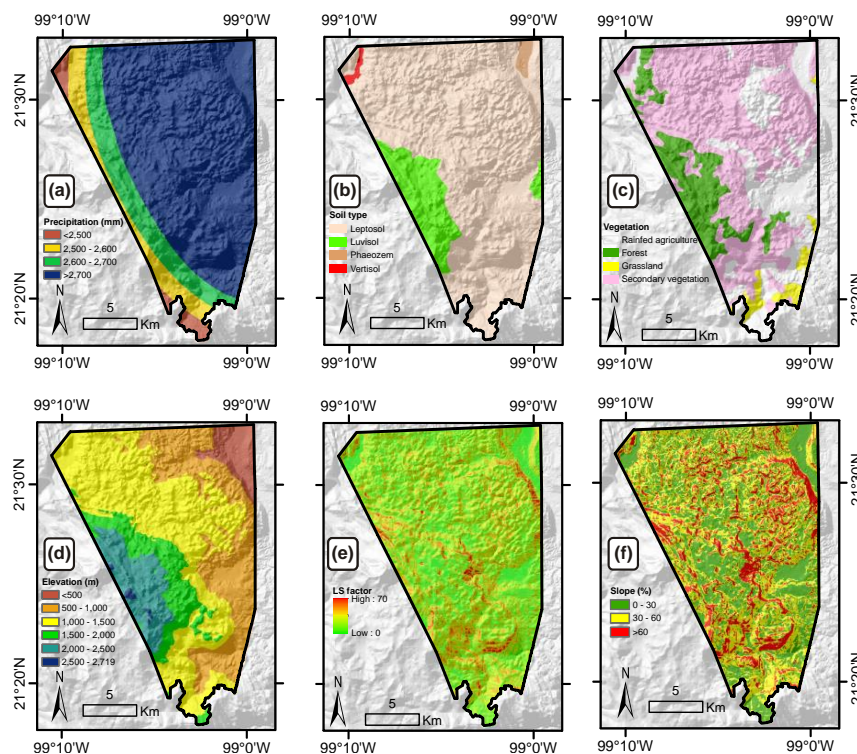 99°10'W 99°0'W
21°30'N
21°20'N
(a)
Precipitation (mm)
<2,500
2,500 - 2,600
2,600 - 2,700
>2,700
N
5
Km
99°10'W 99°0'W
(b)
Soil type
Leptosol
Luvisol
Phaeozem
Vertisol
N
5
Km
99°10'W 99°0'W
99°10'W 99°0'W
21°30'N
21°20'N
(c)
Vegetation
Rainfed agriculture
Forest
Grassland
Secondary vegetation
N
5
Km
99°10'W 99°0'W
99°10'W 99°0'W
99°10'W 99°0'W
21°30'N
21°20'N
(d)
Elevation (m)
<500
500 - 1,000
1,000 - 1,500
1,500 - 2,000
2,000 - 2,500
2,500 - 2,719
N
5
Km
99°10'W 99°0'W
99°10'W 99°0'W
(e)
LS factor
High : 70
Low : 0
N
5
Km
99°10'W 99°0'W
99°10'W 99°0'W
21°30'N
21°20'N
(f)
Slope (%)
0 - 30
30 - 60
>60
N
5
Km
99°10'W 99°0'W